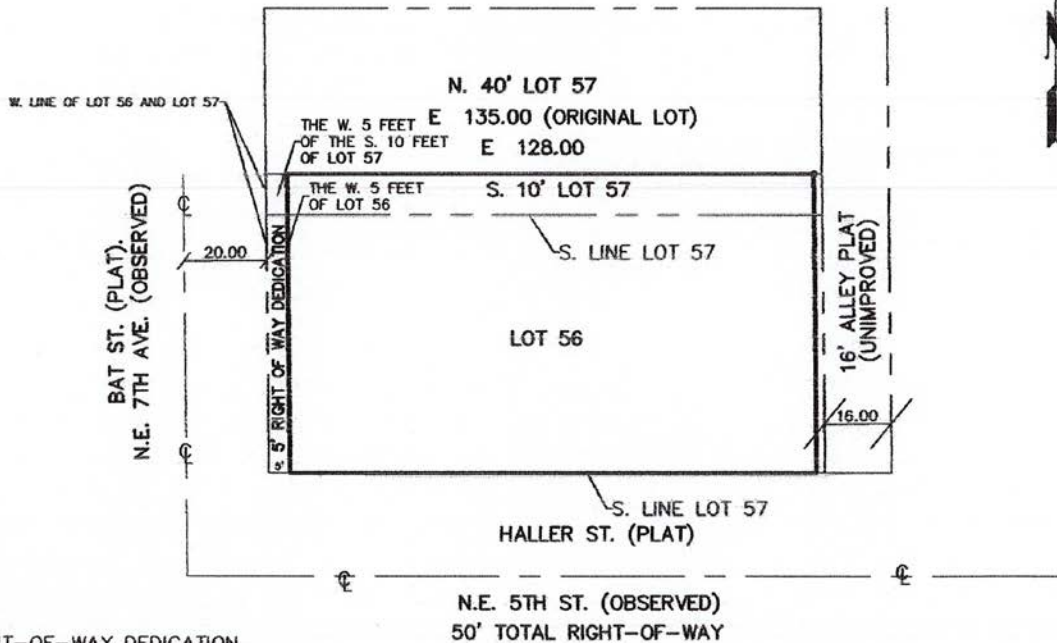 N. 40' LOT 57
W. LINE OF LOT 56 AND LOT 57
E 135.00 (ORIGINAL LOT)
THE W. 5 FEET
OF THE S. 10 FEET
OF LOT 57
E 128.00
THE W. 5 FEET
OF LOT 56
S. 10' LOT 57
S. LINE LOT 57
20.00
BAT ST. (PLAT).
N.E. 7TH AVE. (OBSERVED)
5' RIGHT OF WAY DEDICATION
5'
LOT 56
16' ALLEY PLAT
(UNIMPROVED)
16.00
S. LINE LOT 57
HALLER ST. (PLAT)
N.E. 5TH ST. (OBSERVED)
50' TOTAL RIGHT-OF-WAY